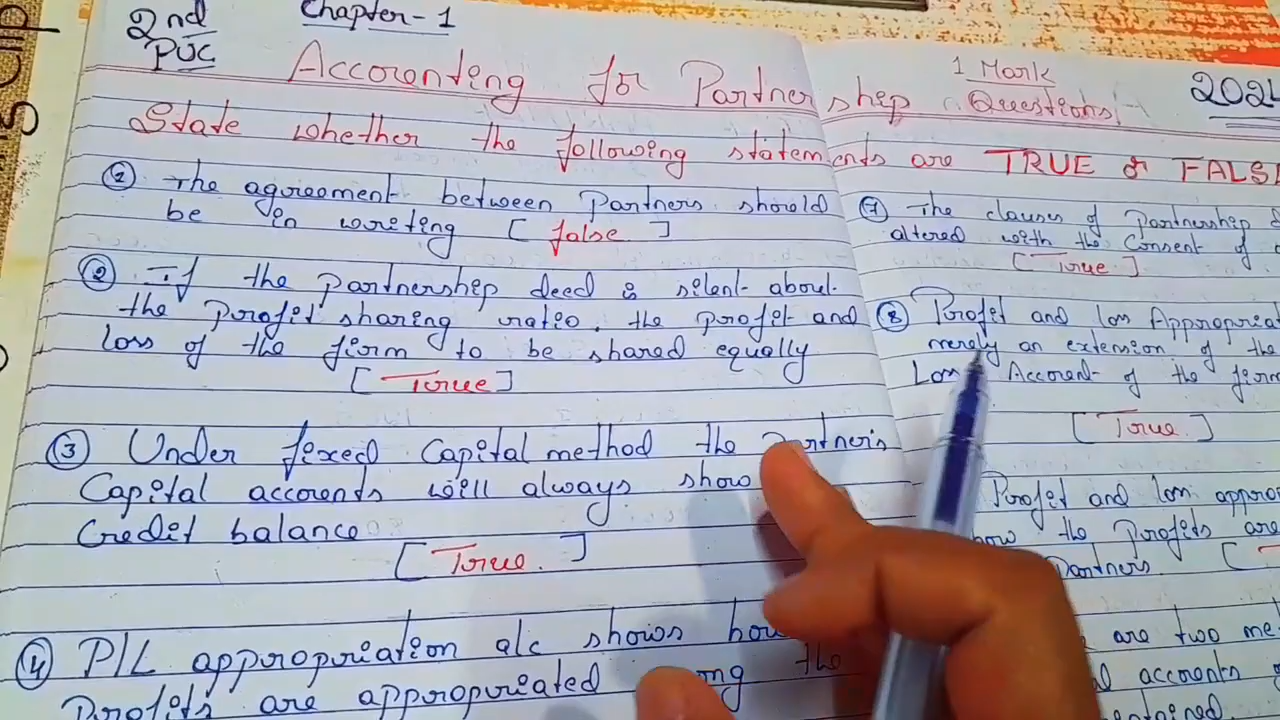 2nd PUC
Chapter - 1
Accounting for Partnership
1 Mark Questions
State whether the following statements are TRUE or
① The agreement between Partners should
be in writing [ false ]
② If the partnership deed is silent about
the Profit sharing ratio. the profit and
loss of the firm to be shared equally
[ True ]
③ Under fixed Capital method the Partner's
Capital accounts will always show
Credit balance
[ True. ]
④ P/L appropriation a/c shows
Profits are appropriated the
⑦ The clauses of Partnership
altered with the Consent of
[ True. ]
⑧ Profit and loss
merely an extension of the
Loss Account of the firm
[ True. ]
Profit and loss
how the Profits are
Partners [
are two
accounts